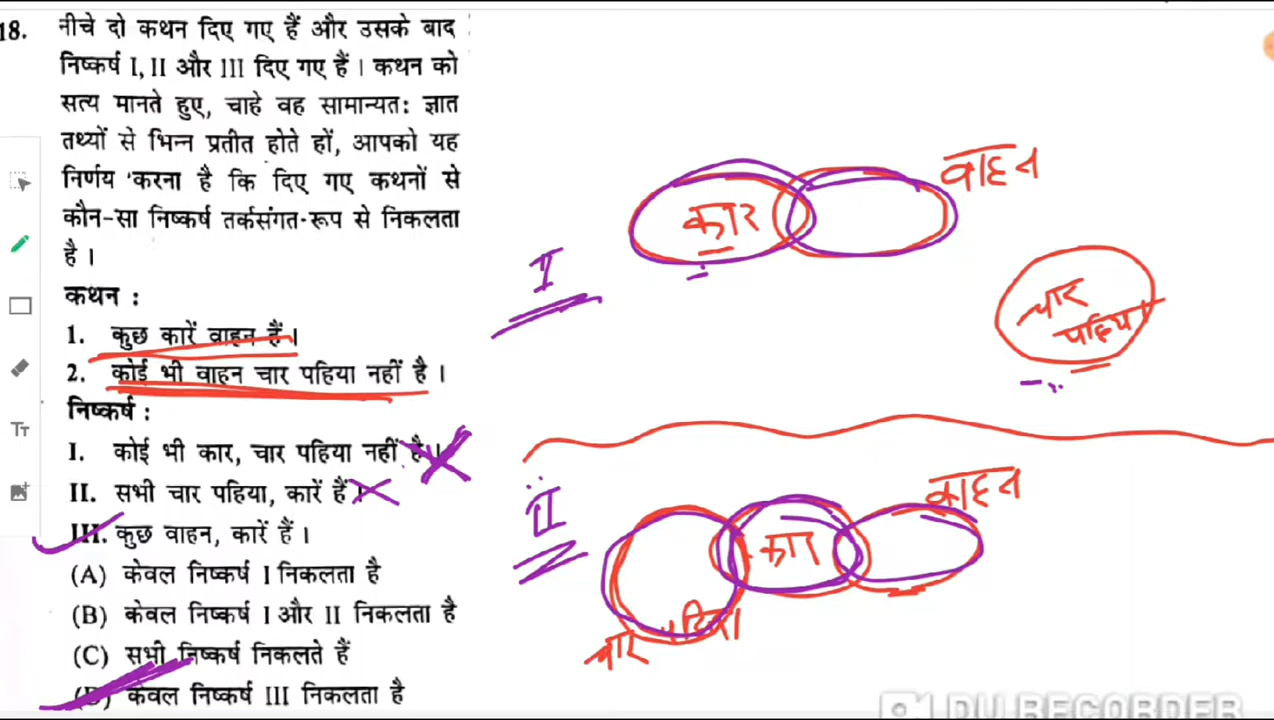 18. नीचे दो कथन दिए गए हैं और उसके बाद
निष्कर्ष I, II और III दिए गए हैं। कथन को
सत्य मानते हुए, चाहे वह सामान्यतः ज्ञात
तथ्यों से भिन्न प्रतीत होते हों, आपको यह
निर्णय करना है कि दिए गए कथनों से
कौन-सा निष्कर्ष तर्कसंगत-रूप से निकलता
है।
कथन :
1. कुछ कारें वाहन हैं।
2. कोई भी वाहन चार पहिया नहीं है।
निष्कर्ष :
I. कोई भी कार, चार पहिया नहीं है।
II. सभी चार पहिया, कारें हैं।
III. कुछ वाहन, कारें हैं।
(A) केवल निष्कर्ष I निकलता है
(B) केवल निष्कर्ष I और II निकलता है
(C) सभी निष्कर्ष निकलते हैं
(D) केवल निष्कर्ष III निकलता है
Tт
I
कार
वाहन
चार
पहिया
II
चार पहिया
कार
वाहन
DU RECORDER